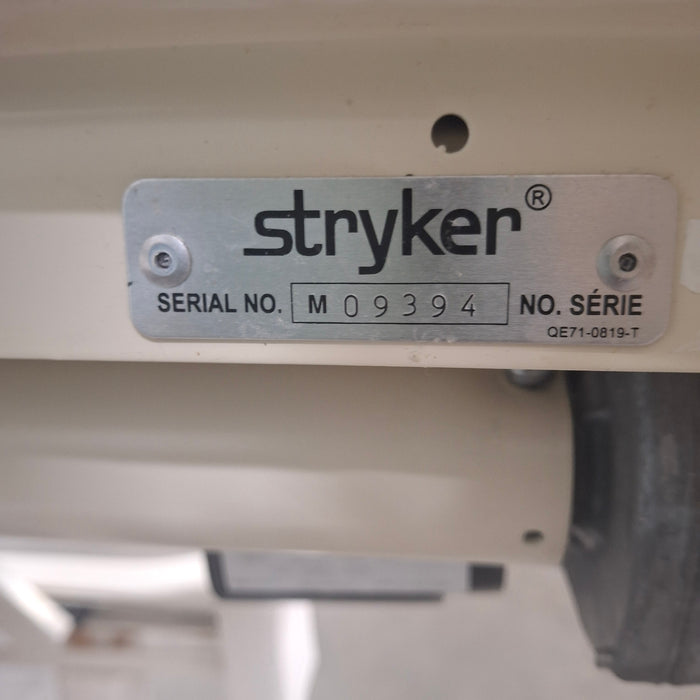 stryker®
SERIAL NO. M 09394 NO. SÉRIE
QE71-0819-T